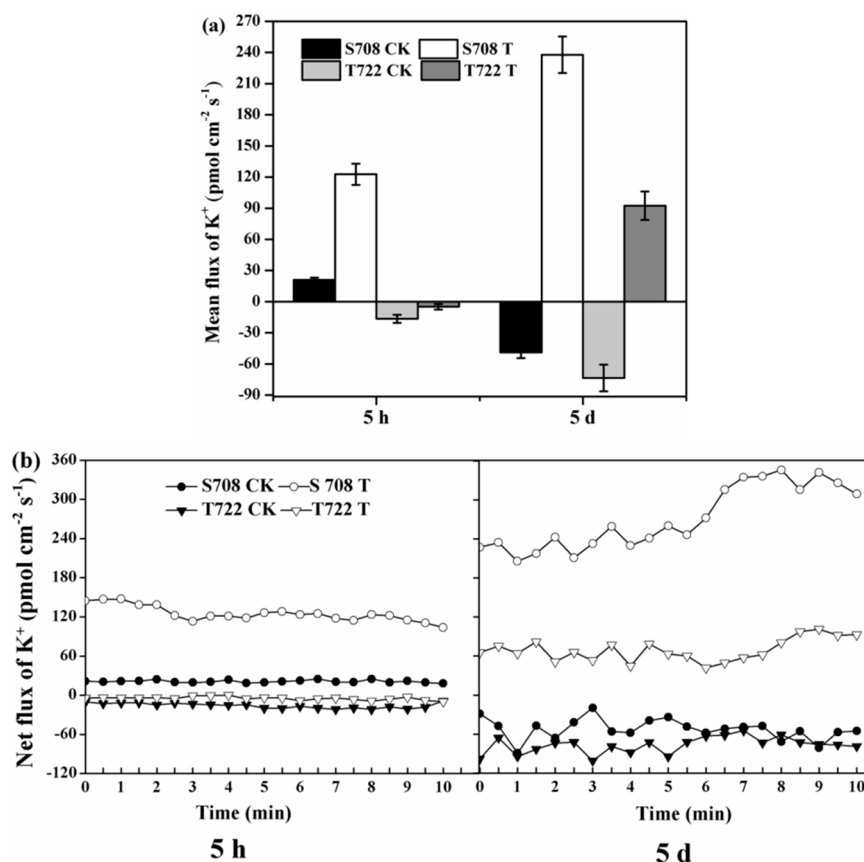 (a)
270
240
210
180
150
120
90
60
30
0
-30
-60
-90
Mean flux of K⁺ (pmol cm⁻² s⁻¹)
S708 CK S708 T
T722 CK T722 T
5 h 5 d
(b)
360
300
240
180
120
60
0
-60
-120
Net flux of K⁺ (pmol cm⁻² s⁻¹)
S708 CK S 708 T
T722 CK T722 T
0 1 2 3 4 5 6 7 8 9 10 0 1 2 3 4 5 6 7 8 9 10
Time (min) Time (min)
5 h 5 d